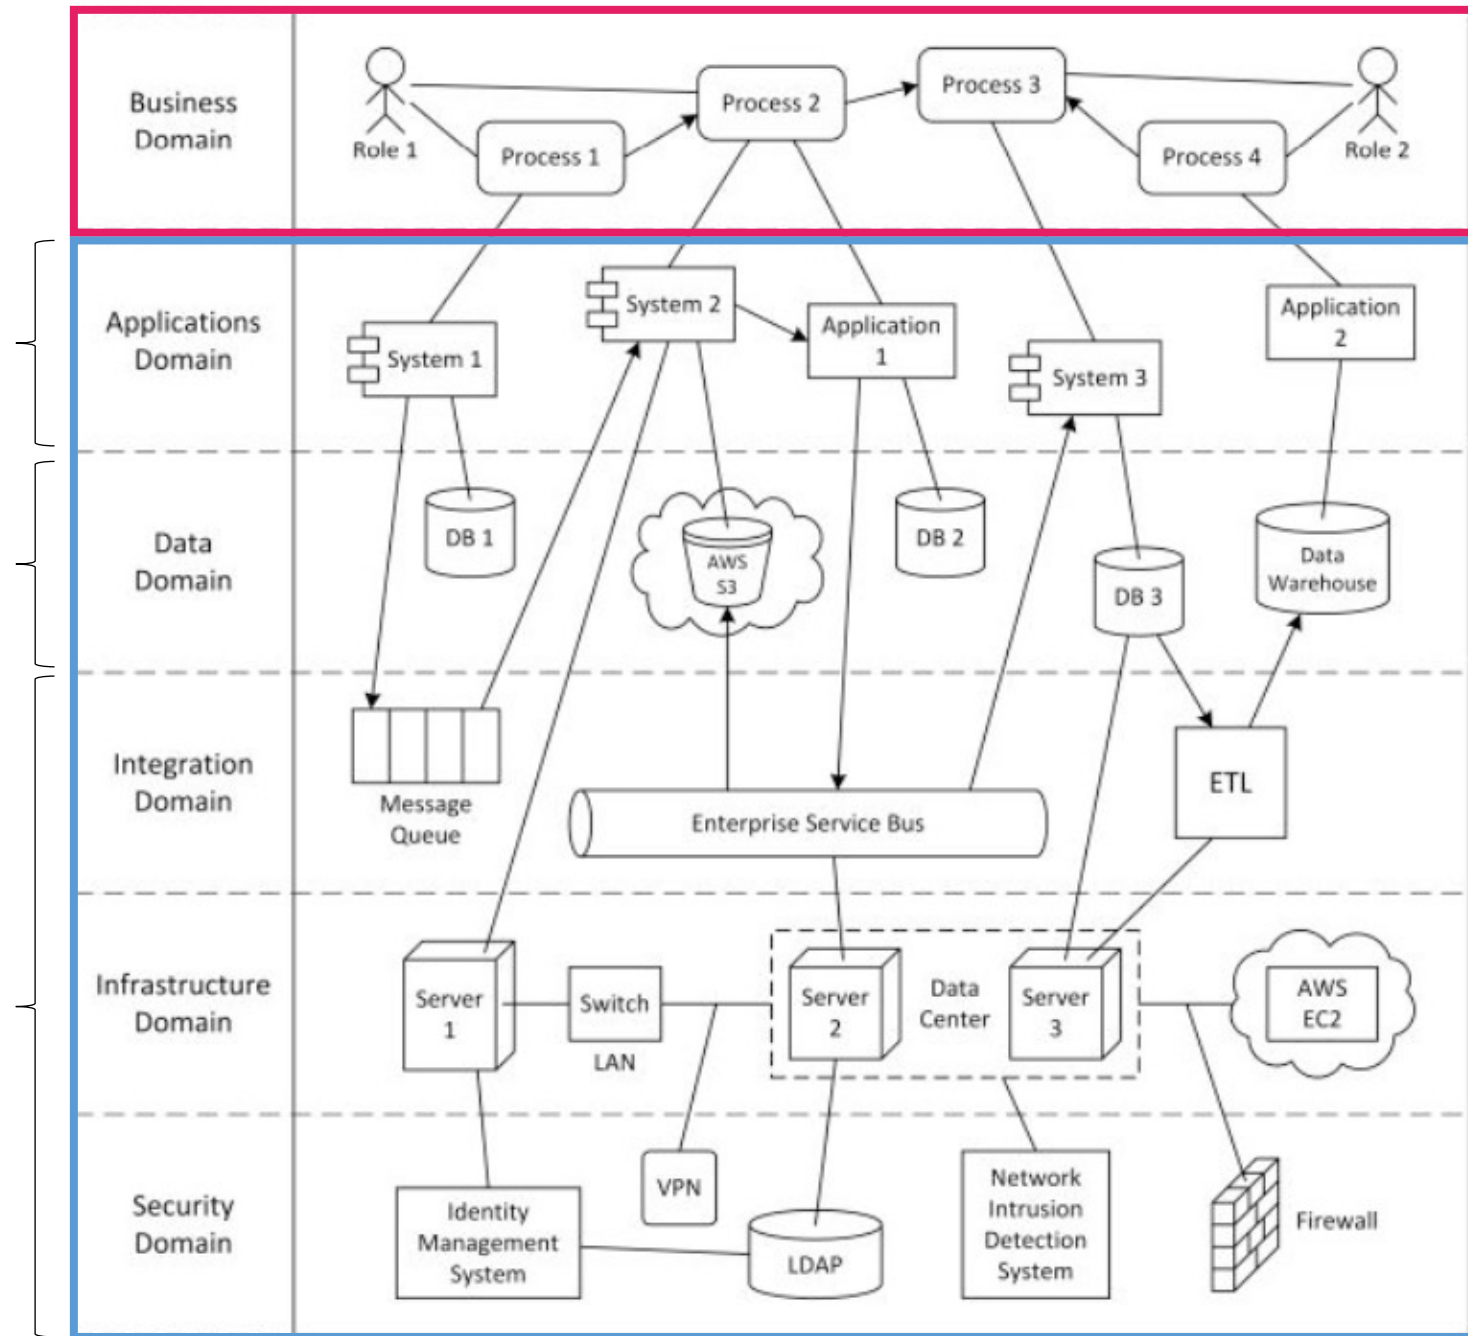 Business
Domain
Role 1
Process 1
Process 2
Process 3
Process 4
Role 2
Applications
Domain
System 1
System 2
Application
1
System 3
Application
2
Data
Domain
DB 1
AWS
S3
DB 2
DB 3
Data
Warehouse
Integration
Domain
Message
Queue
Enterprise Service Bus
ETL
Infrastructure
Domain
Server
1
Switch
LAN
Server
2
Data
Center
Server
3
AWS
EC2
Security
Domain
Identity
Management
System
VPN
LDAP
Network
Intrusion
Detection
System
Firewall